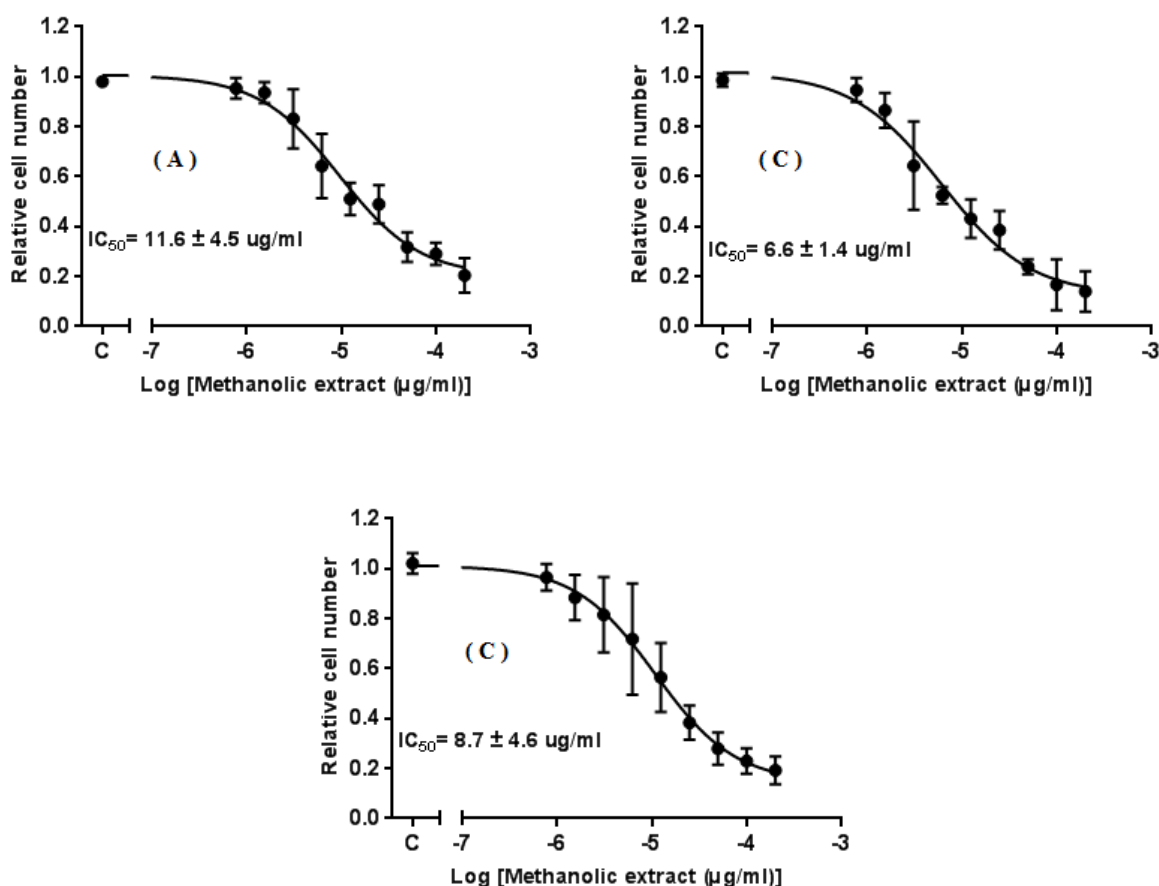 1.2
1.0
0.8
0.6
0.4
0.2
0.0
Relative cell number
( A )
IC50= 11.6 ± 4.5 ug/ml
C -7 -6 -5 -4 -3
Log [Methanolic extract (µg/ml)]
1.2
1.0
0.8
0.6
0.4
0.2
0.0
Relative cell number
( C )
IC50= 6.6 ± 1.4 ug/ml
C -7 -6 -5 -4 -3
Log [Methanolic extract (µg/ml)]
1.2
1.0
0.8
0.6
0.4
0.2
0.0
Relative cell number
( C )
IC50= 8.7 ± 4.6 ug/ml
C -7 -6 -5 -4 -3
Log [Methanolic extract (µg/ml)]